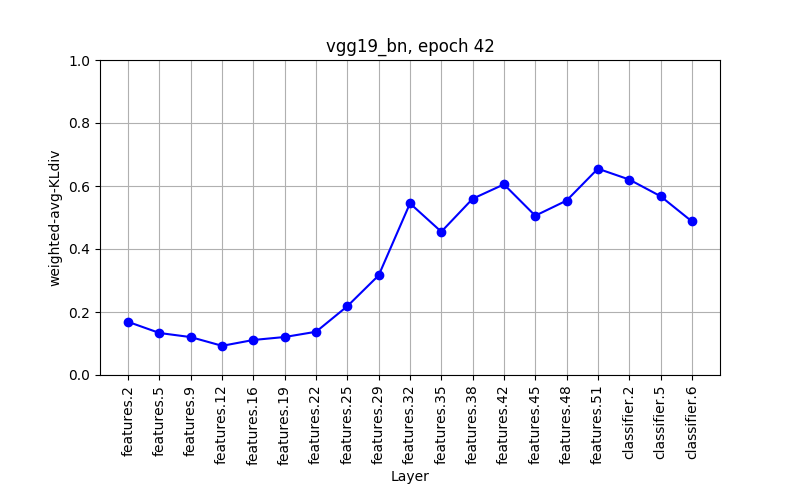 vgg19_bn, epoch 42
weighted-avg-KLdiv
1.0
0.8
0.6
0.4
0.2
0.0
features.2
features.5
features.9
features.12
features.16
features.19
features.22
features.25
features.29
features.32
features.35
features.38
features.42
features.45
features.48
features.51
classifier.2
classifier.5
classifier.6
Layer